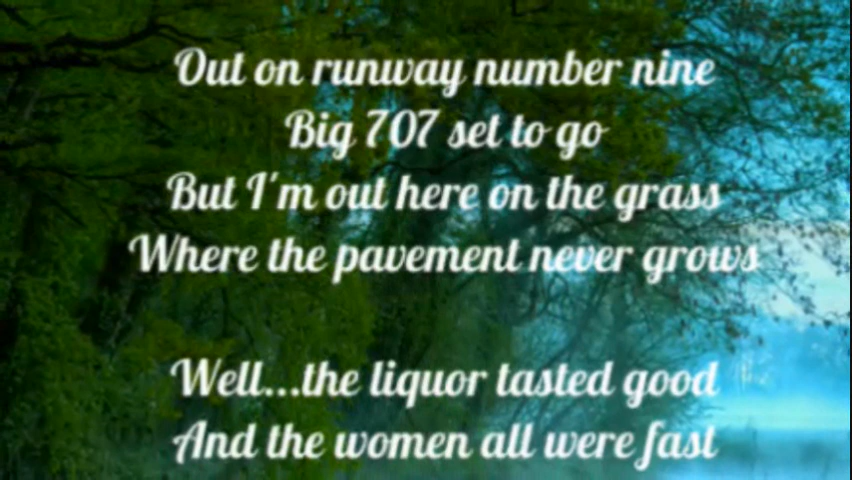 Out on runway number nine
Big 707 set to go
But I'm out here on the grass
Where the pavement never grows
Well...the liquor tasted good
And the women all were fast